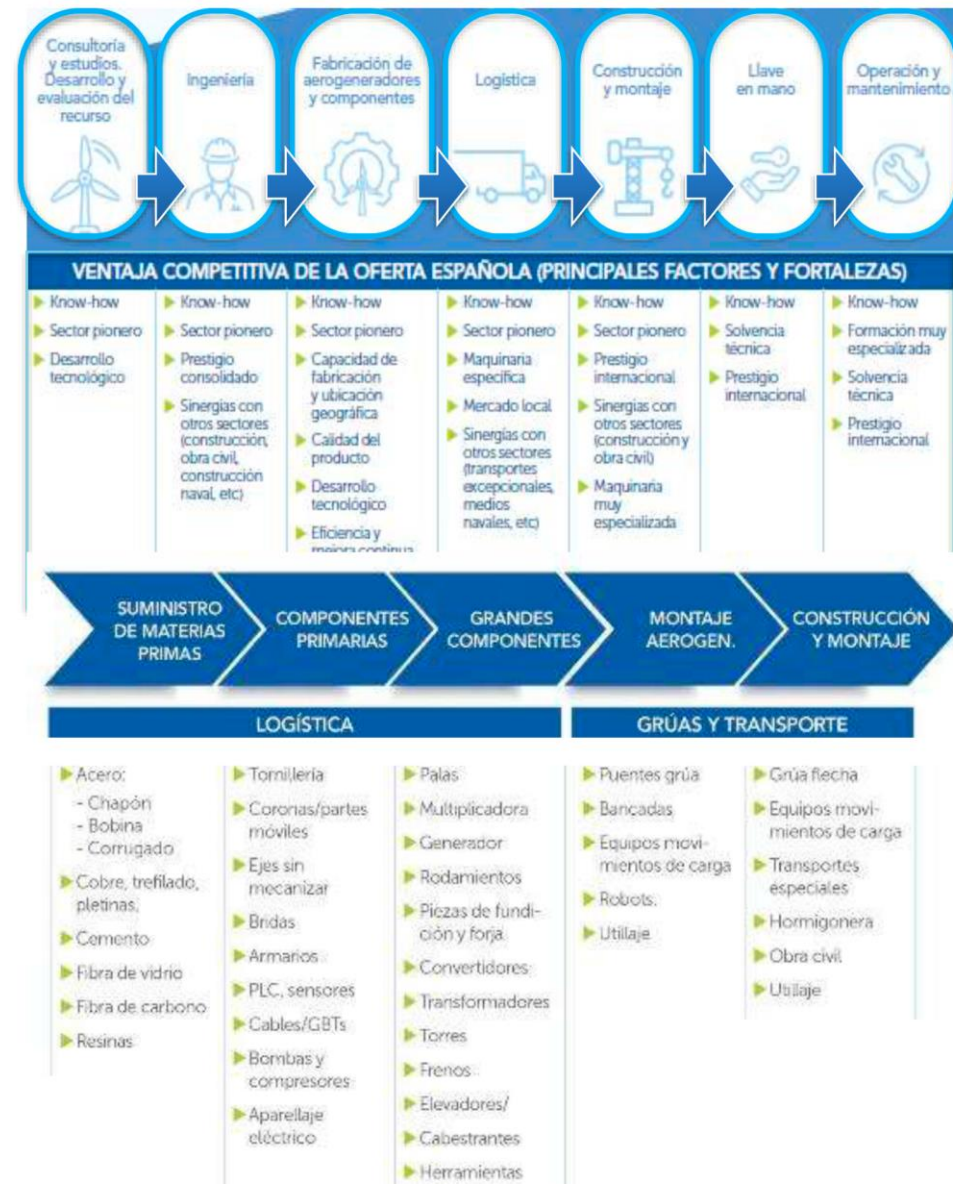 Consultoría
y estudios.
Desarrollo y
evaluación del
recurso
Ingeniería
Fabricación de
aerogeneradores
y componentes
Logística
Construcción
y montaje
Llave
en mano
Operación y
mantenimiento
VENTAJA COMPETITIVA DE LA OFERTA ESPAÑOLA (PRINCIPALES FACTORES Y FORTALEZAS)
Know-how
Sector pionero
Desarrollo
tecnológico
Know-how
Sector pionero
Prestigio
consolidado
Sinergias con
otros sectores
(construcción,
obra civil,
construcción
naval, etc)
Know-how
Sector pionero
Capacidad de
fabricación
y ubicación
geográfica
Calidad del
producto
Desarrollo
tecnológico
Eficiencia y
mejora continua
Know-how
Sector pionero
Maquinaria
específica
Mercado local
Sinergias con
otros sectores
(transportes
excepcionales,
medios
navales, etc)
Know-how
Sector pionero
Prestigio
internacional
Sinergias con
otros sectores
(construcción y
obra civil)
Maquinaria
muy
especializada
Know-how
Solvencia
técnica
Prestigio
internacional
Know-how
Formación muy
especializada
Solvencia
técnica
Prestigio
internacional
SUMINISTRO
DE MATERIAS
PRIMAS
COMPONENTES
PRIMARIAS
GRANDES
COMPONENTES
MONTAJE
AEROGEN.
CONSTRUCCIÓN
Y MONTAJE
LOGÍSTICA
GRÚAS Y TRANSPORTE
Acero:
- Chapón
- Bobina
- Corrugado
Cobre, trefilado,
pletinas,
Cemento
Fibra de vidrio
Fibra de carbono
Resinas
Tornillería
Coronas/partes
móviles
Ejes sin
mecanizar
Bridas
Armarios
PLC, sensores
Cables/GBTs
Bombas y
compresores
Aparellaje
eléctrico
Palas
Multiplicadora
Generador
Rodamientos
Piezas de fundi-
ción y forja
Convertidores
Transformadores
Torres
Frenos
Elevadores/
Cabestrantes
Herramientas
Puentes grúa
Bancadas
Equipos movi-
mientos de carga
Robots.
Utillaje
Grúa flecha
Equipos movi-
mientos de carga
Transportes
especiales
Hormigonera
Obra civil
Utillaje